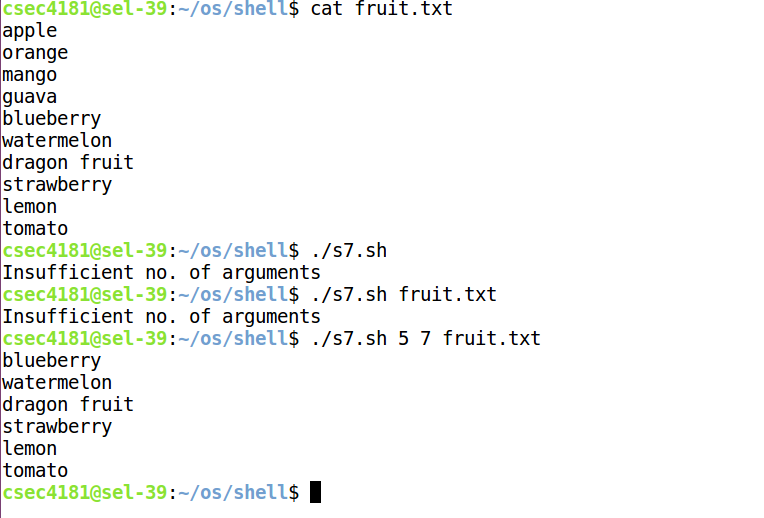 csec4181@sel-39:~/os/shell$ cat fruit.txt
apple
orange
mango
guava
blueberry
watermelon
dragon fruit
strawberry
lemon
tomato
csec4181@sel-39:~/os/shell$ ./s7.sh
Insufficient no. of arguments
csec4181@sel-39:~/os/shell$ ./s7.sh fruit.txt
Insufficient no. of arguments
csec4181@sel-39:~/os/shell$ ./s7.sh 5 7 fruit.txt
blueberry
watermelon
dragon fruit
strawberry
lemon
tomato
csec4181@sel-39:~/os/shell$